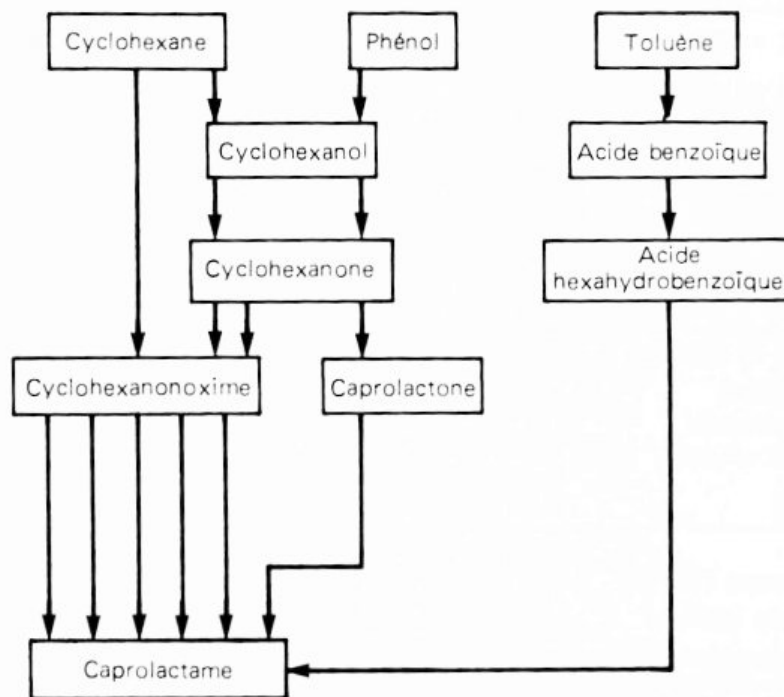 Cyclohexane
Phénol
Toluène
Cyclohexanol
Acide benzoïque
Cyclohexanone
Acide
hexahydrobenzoïque
Cyclohexanonoxime
Caprolactone
Caprolactame